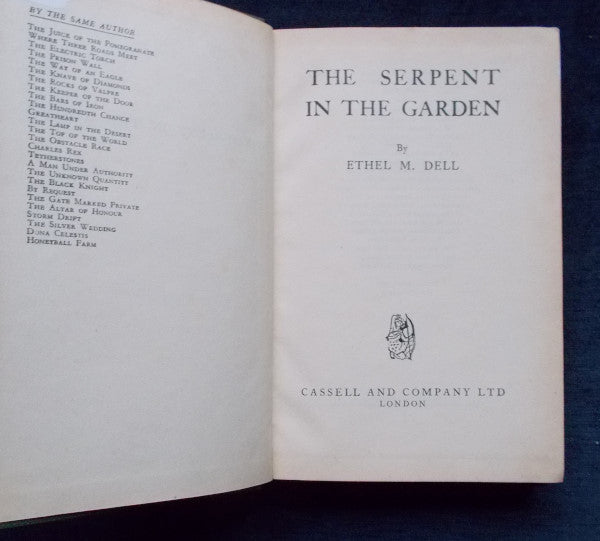 BY THE SAME AUTHOR
THE JUICE OF THE POMEGRANATE
WHERE THREE ROADS MEET
THE ELECTRIC TORCH
THE PRISON WALL
THE WAY OF AN EAGLE
THE KNAVE OF DIAMONDS
THE ROCKS OF VALPRE
THE KEEPER OF THE DOOR
THE BARS OF IRON
THE HUNDREDTH CHANCE
GREATHEART
THE LAMP IN THE DESERT
THE TOP OF THE WORLD
THE OBSTACLE RACE
CHARLES REX
TETHERSTONES
A MAN UNDER AUTHORITY
THE UNKNOWN QUANTITY
THE BLACK KNIGHT
BY REQUEST
THE GATE MARKED PRIVATE
THE ALTAR OF HONOUR
STORM DRIFT
THE SILVER WEDDING
DONA CELESTIS
HONEYBALL FARM
THE SERPENT
IN THE GARDEN
By
ETHEL M. DELL
CASSELL AND COMPANY LTD
LONDON